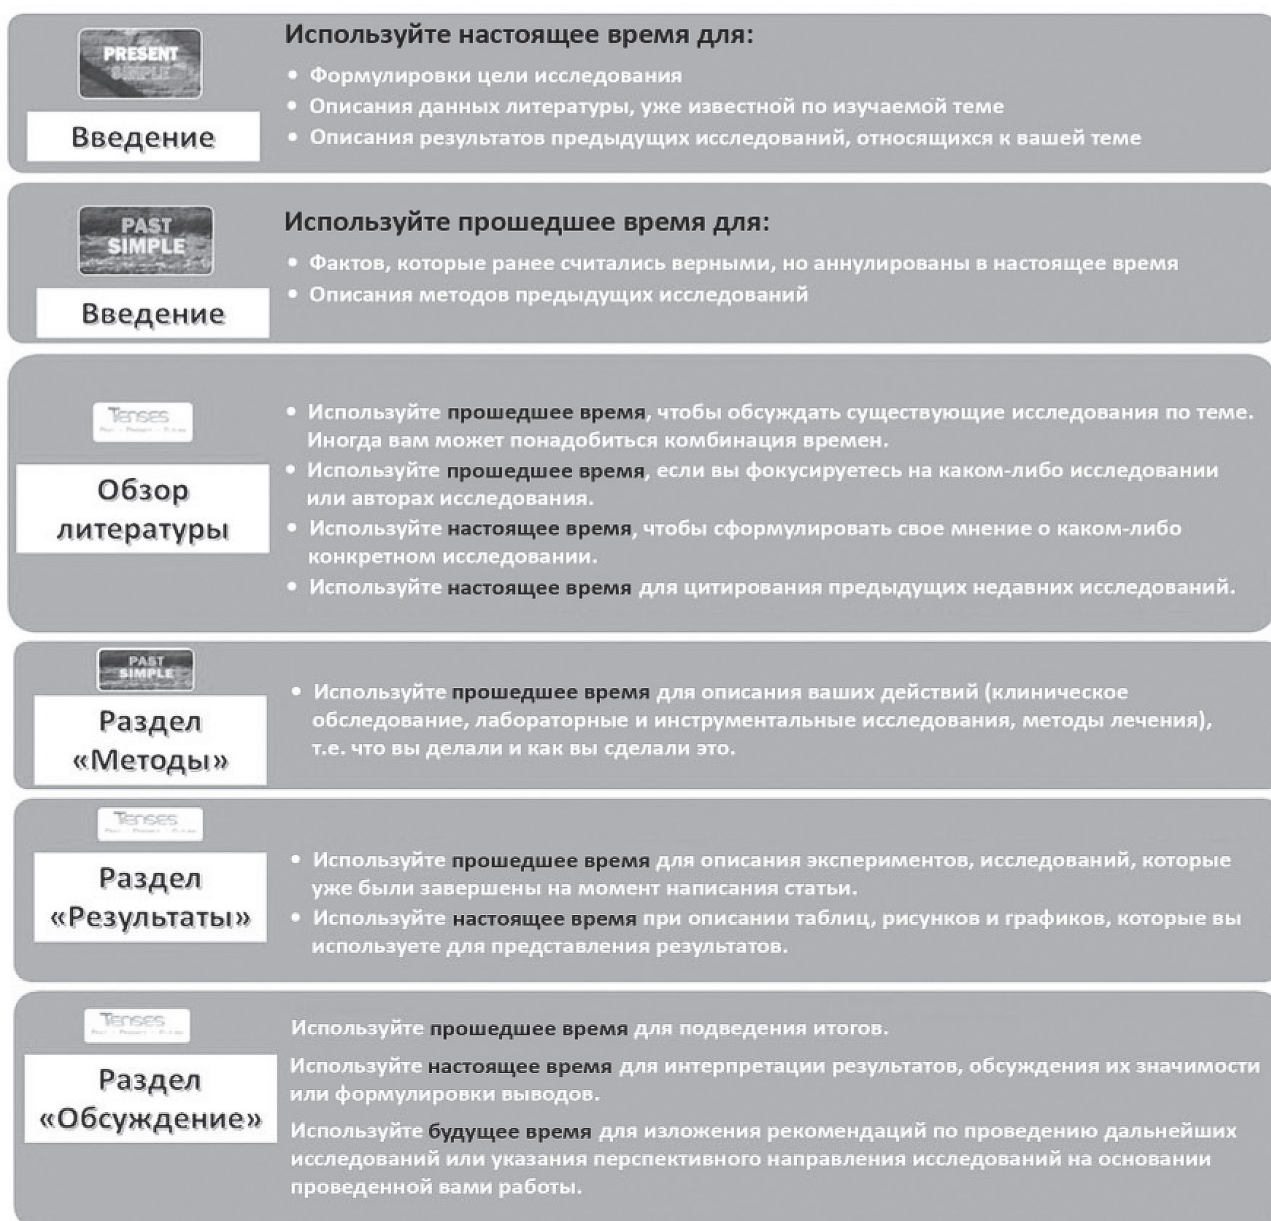 PRESENT
SIMPLE
Введение
Используйте настоящее время для:
• Формулировки цели исследования
• Описания данных литературы, уже известной по изучаемой теме
• Описания результатов предыдущих исследований, относящихся к вашей теме
PAST
SIMPLE
Введение
Используйте прошедшее время для:
• Фактов, которые ранее считались верными, но аннулированы в настоящее время
• Описания методов предыдущих исследований
TENSES
PAST - PRESENT - FUTURE
Обзор
литературы
• Используйте прошедшее время, чтобы обсуждать существующие исследования по теме.
Иногда вам может понадобиться комбинация времен.
• Используйте прошедшее время, если вы фокусируетесь на каком-либо исследовании
или авторах исследования.
• Используйте настоящее время, чтобы сформулировать свое мнение о каком-либо
конкретном исследовании.
• Используйте настоящее время для цитирования предыдущих недавних исследований.
PAST
SIMPLE
Раздел
«Методы»
• Используйте прошедшее время для описания ваших действий (клиническое
обследование, лабораторные и инструментальные исследования, методы лечения),
т.е. что вы делали и как вы сделали это.
TENSES
PAST - PRESENT - FUTURE
Раздел
«Результаты»
• Используйте прошедшее время для описания экспериментов, исследований, которые
уже были завершены на момент написания статьи.
• Используйте настоящее время при описании таблиц, рисунков и графиков, которые вы
используете для представления результатов.
TENSES
PAST - PRESENT - FUTURE
Раздел
«Обсуждение»
Используйте прошедшее время для подведения итогов.
Используйте настоящее время для интерпретации результатов, обсуждения их значимости
или формулировки выводов.
Используйте будущее время для изложения рекомендаций по проведению дальнейших
исследований или указания перспективного направления исследований на основании
проведенной вами работы.